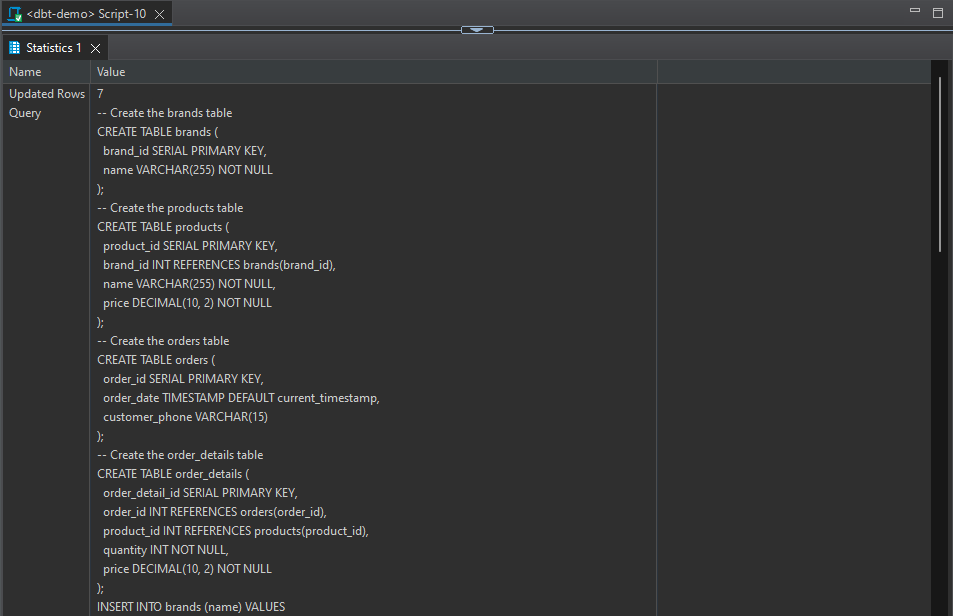 <dbt-demo> Script-10
Statistics 1
Name Value
Updated Rows 7
Query -- Create the brands table
CREATE TABLE brands (
  brand_id SERIAL PRIMARY KEY,
  name VARCHAR(255) NOT NULL
);
-- Create the products table
CREATE TABLE products (
  product_id SERIAL PRIMARY KEY,
  brand_id INT REFERENCES brands(brand_id),
  name VARCHAR(255) NOT NULL,
  price DECIMAL(10, 2) NOT NULL
);
-- Create the orders table
CREATE TABLE orders (
  order_id SERIAL PRIMARY KEY,
  order_date TIMESTAMP DEFAULT current_timestamp,
  customer_phone VARCHAR(15)
);
-- Create the order_details table
CREATE TABLE order_details (
  order_detail_id SERIAL PRIMARY KEY,
  order_id INT REFERENCES orders(order_id),
  product_id INT REFERENCES products(product_id),
  quantity INT NOT NULL,
  price DECIMAL(10, 2) NOT NULL
);
INSERT INTO brands (name) VALUES